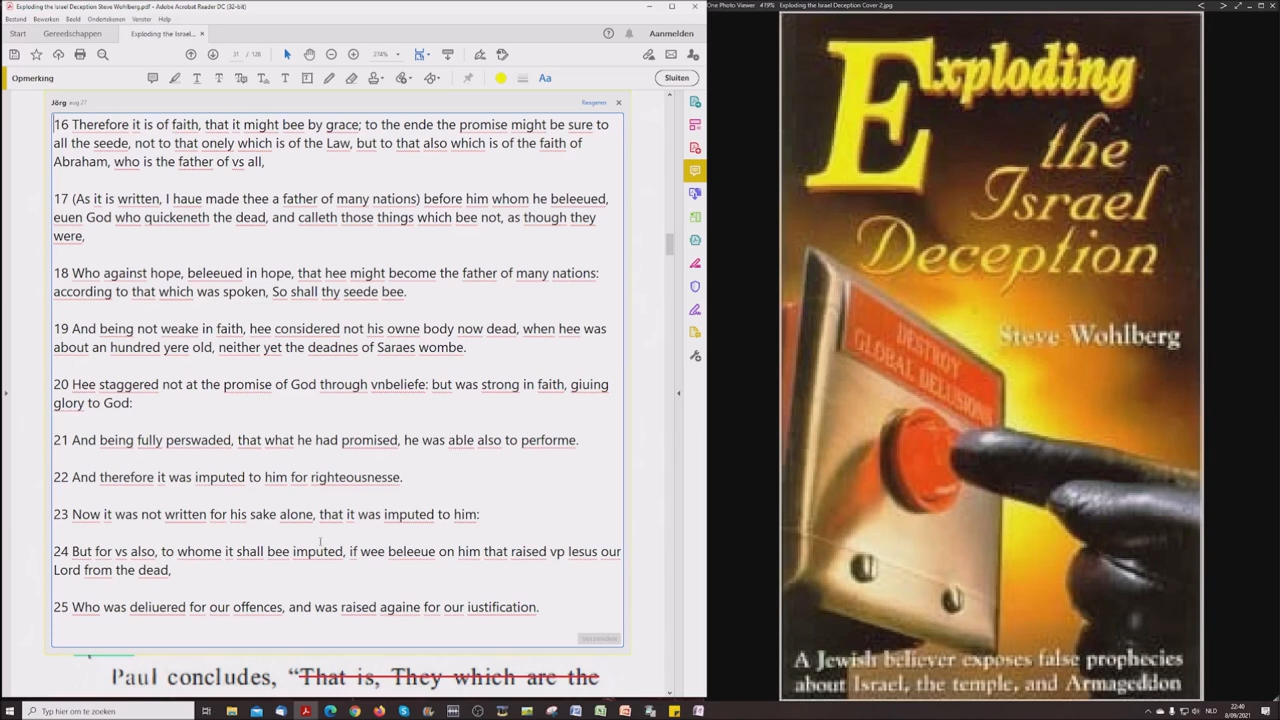 Exploding the Israel Deception Steve Wohlberg.pdf - Adobe Acrobat Reader DC (32-bit)
Bestand Bewerken Beeld Ondertekenen Venster Help
Start Gereedschappen Exploding the Israel... ×
Aanmelden
/ 128
274%
Opmerking
Aa
Sluiten
Jörg aug 27
Reageren
16 Therefore it is of faith, that it might bee by grace; to the ende the promise might be sure to
all the seede, not to that onely which is of the Law, but to that also which is of the faith of
Abraham, who is the father of vs all,
17 (As it is written, I haue made thee a father of many nations) before him whom he beleeued,
euen God who quickeneth the dead, and calleth those things which bee not, as though they
were,
18 Who against hope, beleeued in hope, that hee might become the father of many nations:
according to that which was spoken, So shall thy seede bee.
19 And being not weake in faith, hee considered not his owne body now dead, when hee was
about an hundred yere old, neither yet the deadnes of Saraes wombe.
20 Hee staggered not at the promise of God through vnbeliefe: but was strong in faith, giuing
glory to God:
21 And being fully perswaded, that what he had promised, he was able also to performe.
22 And therefore it was imputed to him for righteousnesse.
23 Now it was not written for his sake alone, that it was imputed to him:
24 But for vs also, to whome it shall bee imputed, if wee beleeue on him that raised vp Iesus our
Lord from the dead,
25 Who was deliuered for our offences, and was raised againe for our iustification.
Paul concludes, "That is, They which are the
Typ hier om te zoeken
One Photo Viewer 419% Exploding the Israel Deception Cover 2.jpg
Exploding
the
Israel
Deception
Steve Wohlberg
DESTROY
GLOBAL DELUSIONS
A Jewish believer exposes false prophecies
about Israel, the temple, and Armageddon
NLD
22:40
8/09/2021